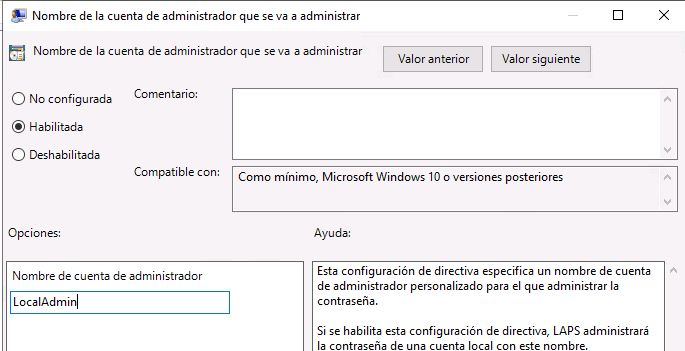 Nombre de la cuenta de administrador que se va a administrar
Nombre de la cuenta de administrador que se va a administrar
Valor anterior
Valor siguiente
No configurada
Habilitada
Deshabilitada
Comentario:
Compatible con:
Como mínimo, Microsoft Windows 10 o versiones posteriores
Opciones:
Ayuda:
Nombre de cuenta de administrador
LocalAdmin
Esta configuración de directiva especifica un nombre de cuenta
de administrador personalizado para el que administrar la
contraseña.
Si se habilita esta configuración de directiva, LAPS administrará
la contraseña de una cuenta local con este nombre.